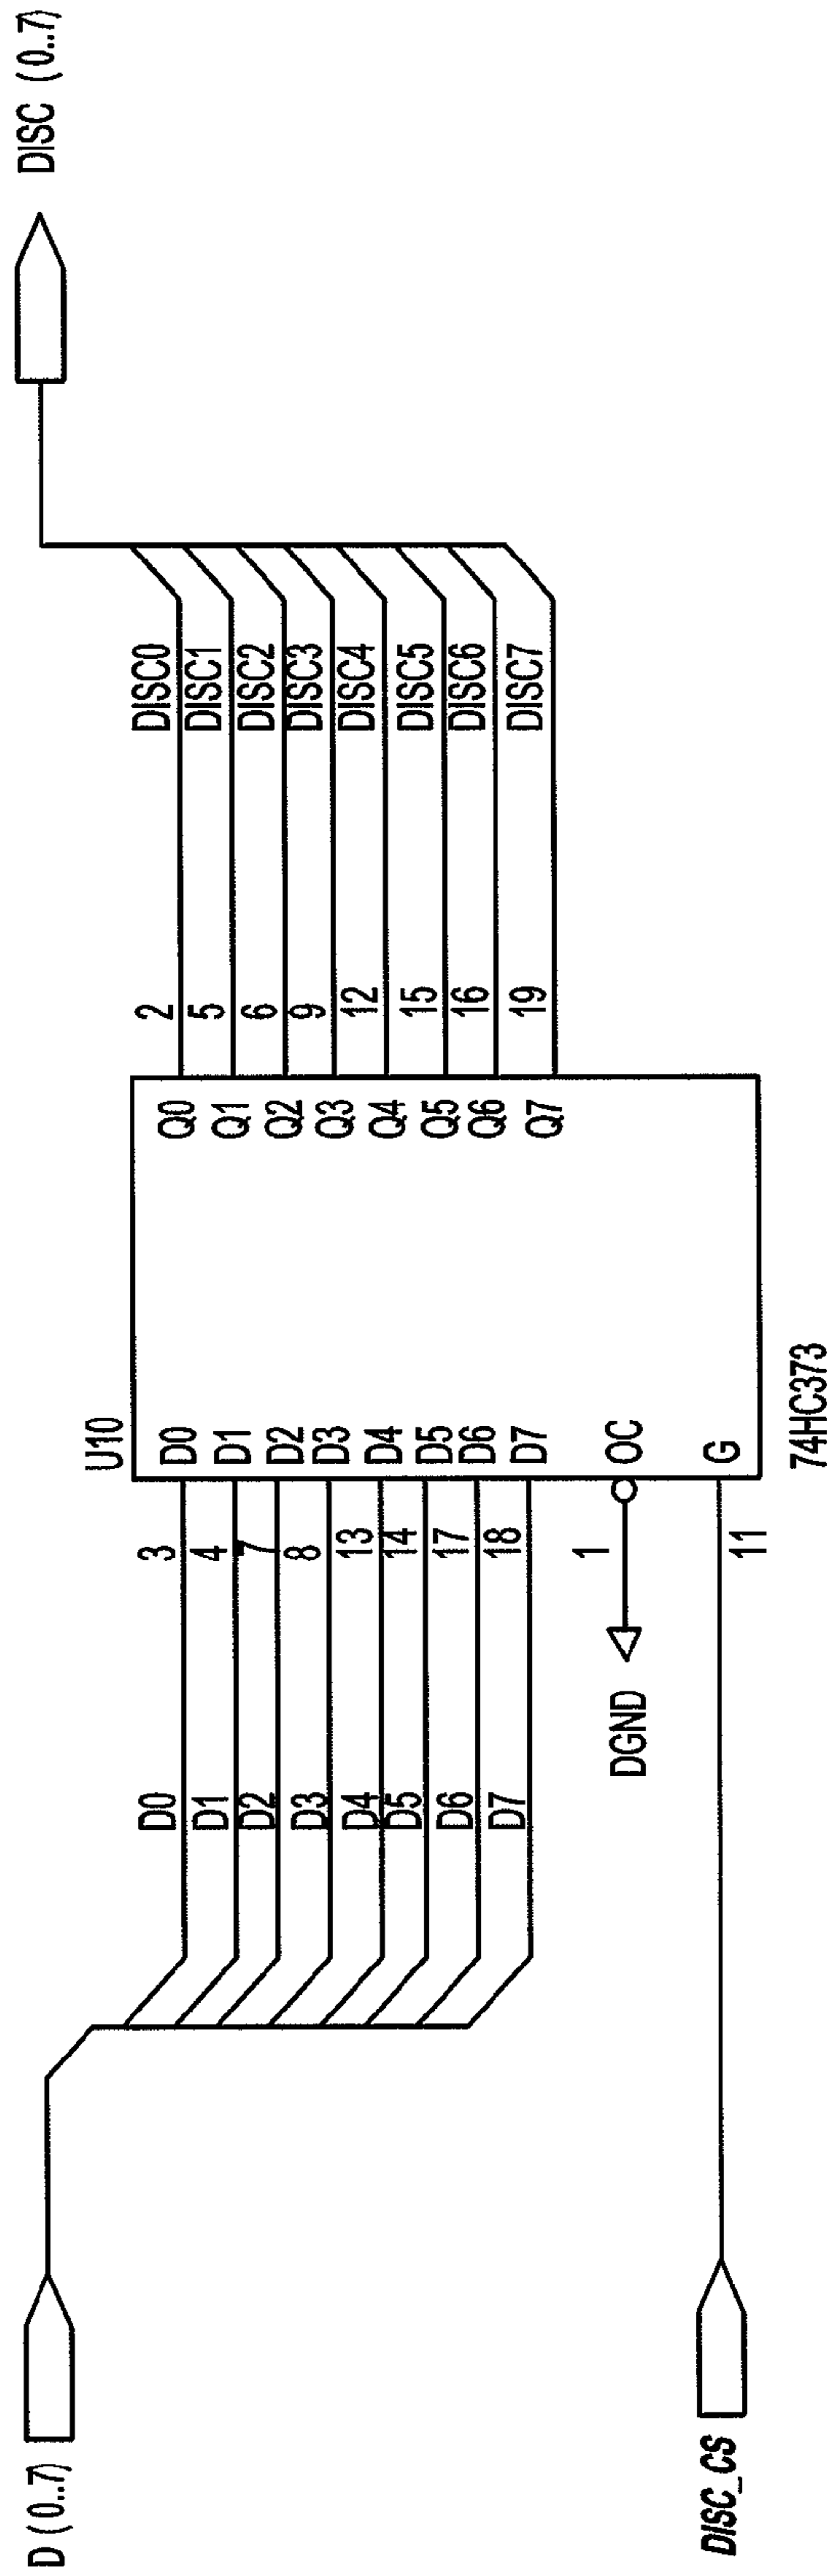 D (0..7)
DISC (0..7)
U10
D0 3 D0 Q0 2 DISC0
D1 4 D1 Q1 5 DISC1
D2 7 D2 Q2 6 DISC2
D3 8 D3 Q3 9 DISC3
D4 13 D4 Q4 12 DISC4
D5 14 D5 Q5 15 DISC5
D6 17 D6 Q6 16 DISC6
D7 18 D7 Q7 19 DISC7
DGND 1 OC
DISC_CS 11 G
74HC373